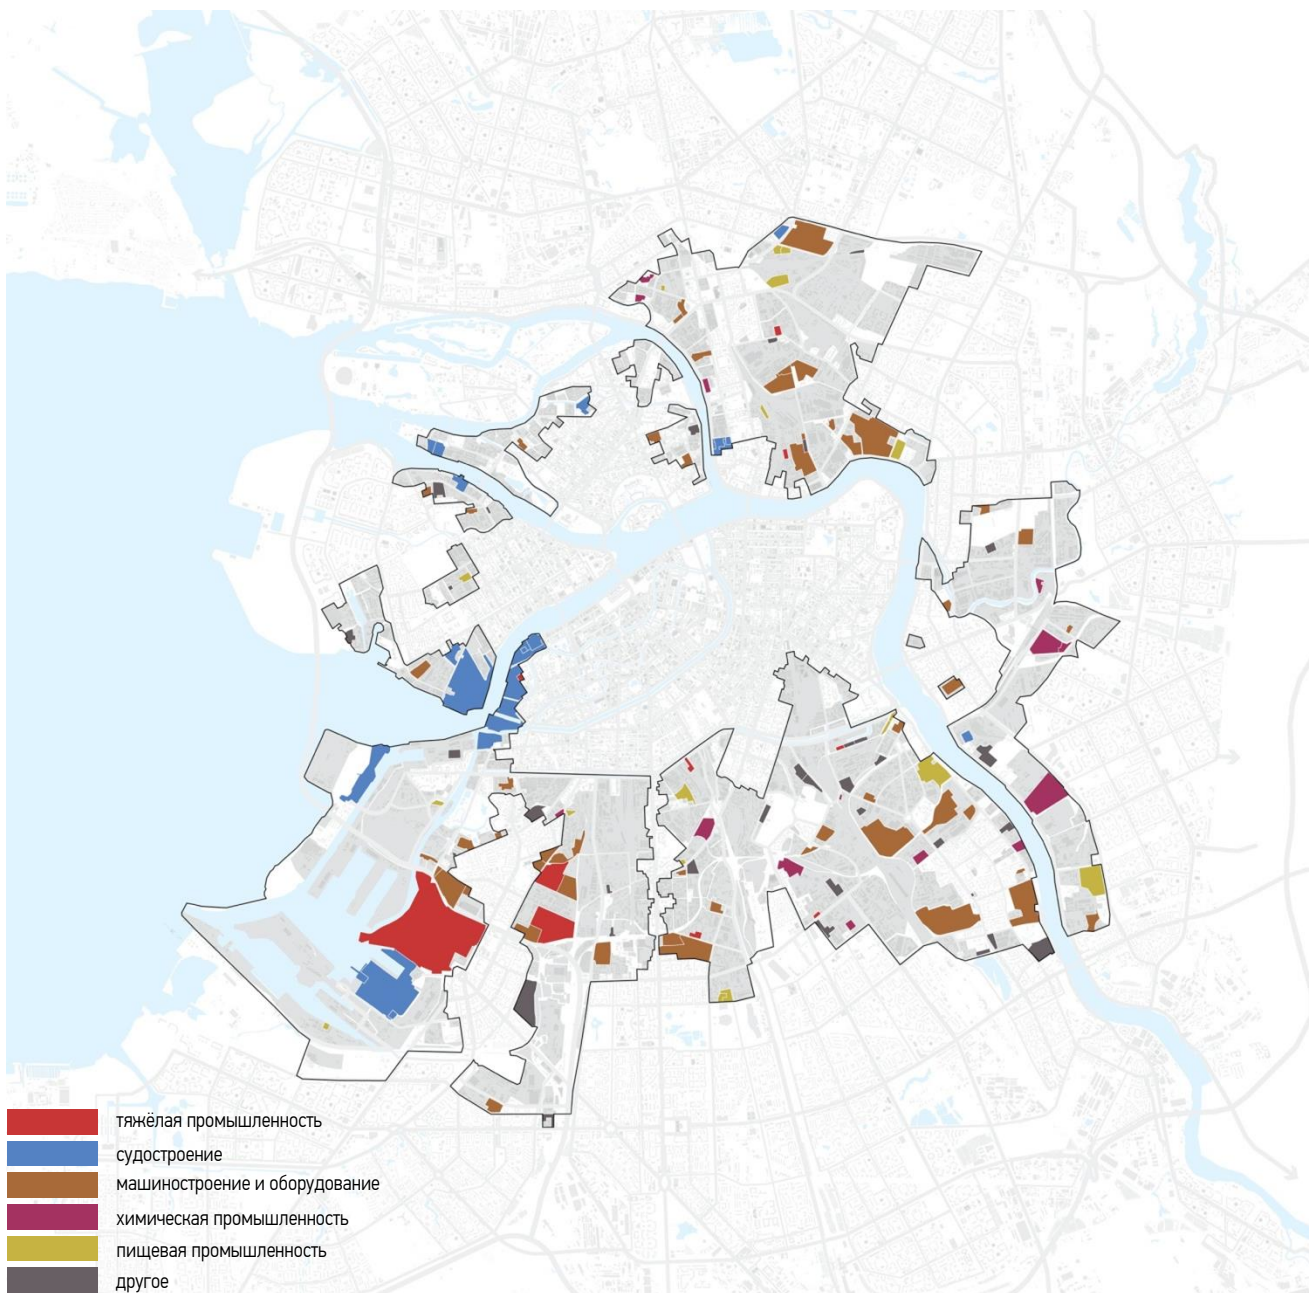 тяжёлая промышленность
судостроение
машиностроение и оборудование
химическая промышленность
пищевая промышленность
другое